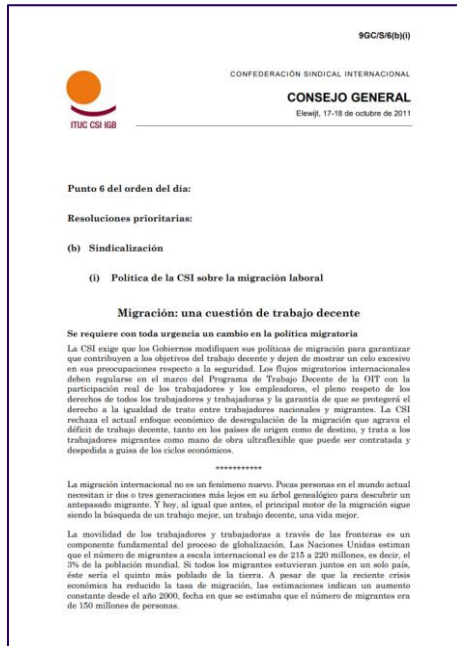 9GC/S/6(b)(i)
CONFEDERACIÓN SINDICAL INTERNACIONAL
CONSEJO GENERAL
Elewijt, 17-18 de octubre de 2011
ITUC CSI IGB
Punto 6 del orden del día:
Resoluciones prioritarias:
(b) Sindicalización
(i) Política de la CSI sobre la migración laboral
Migración: una cuestión de trabajo decente
Se requiere con toda urgencia un cambio en la política migratoria
La CSI exige que los Gobiernos modifiquen sus políticas de migración para garantizar
que contribuyen a los objetivos del trabajo decente y dejen de mostrar un celo excesivo
en sus preocupaciones respecto a la seguridad. Los flujos migratorios internacionales
deben regularse en el marco del Programa de Trabajo Decente de la OIT con la
participación real de los trabajadores y los empleadores, el pleno respeto de los
derechos de todos los trabajadores y trabajadoras y la garantía de que se protegerá el
derecho a la igualdad de trato entre trabajadores nacionales y migrantes. La CSI
rechaza el actual enfoque económico de desregulación de la migración que agrava el
déficit de trabajo decente, tanto en los países de origen como de destino, y trata a los
trabajadores migrantes como mano de obra ultraflexible que puede ser contratada y
despedida a guisa de los ciclos económicos.
***********
La migración internacional no es un fenómeno nuevo. Pocas personas en el mundo actual
necesitan ir dos o tres generaciones más lejos en su árbol genealógico para descubrir un
antepasado migrante. Y hoy, al igual que antes, el principal motor de la migración sigue
siendo la búsqueda de un trabajo mejor, un trabajo decente, una vida mejor.
La movilidad de los trabajadores y trabajadoras a través de las fronteras es un
componente fundamental del proceso de globalización. Las Naciones Unidas estiman
que el número de migrantes a escala internacional es de 215 a 220 millones, es decir, el
3% de la población mundial. Si todos los migrantes estuvieran juntos en un solo país,
éste sería el quinto más poblado de la tierra. A pesar de que la reciente crisis
económica ha reducido la tasa de migración, las estimaciones indican un aumento
constante desde el año 2000, fecha en que se estimaba que el número de migrantes era
de 150 millones de personas.